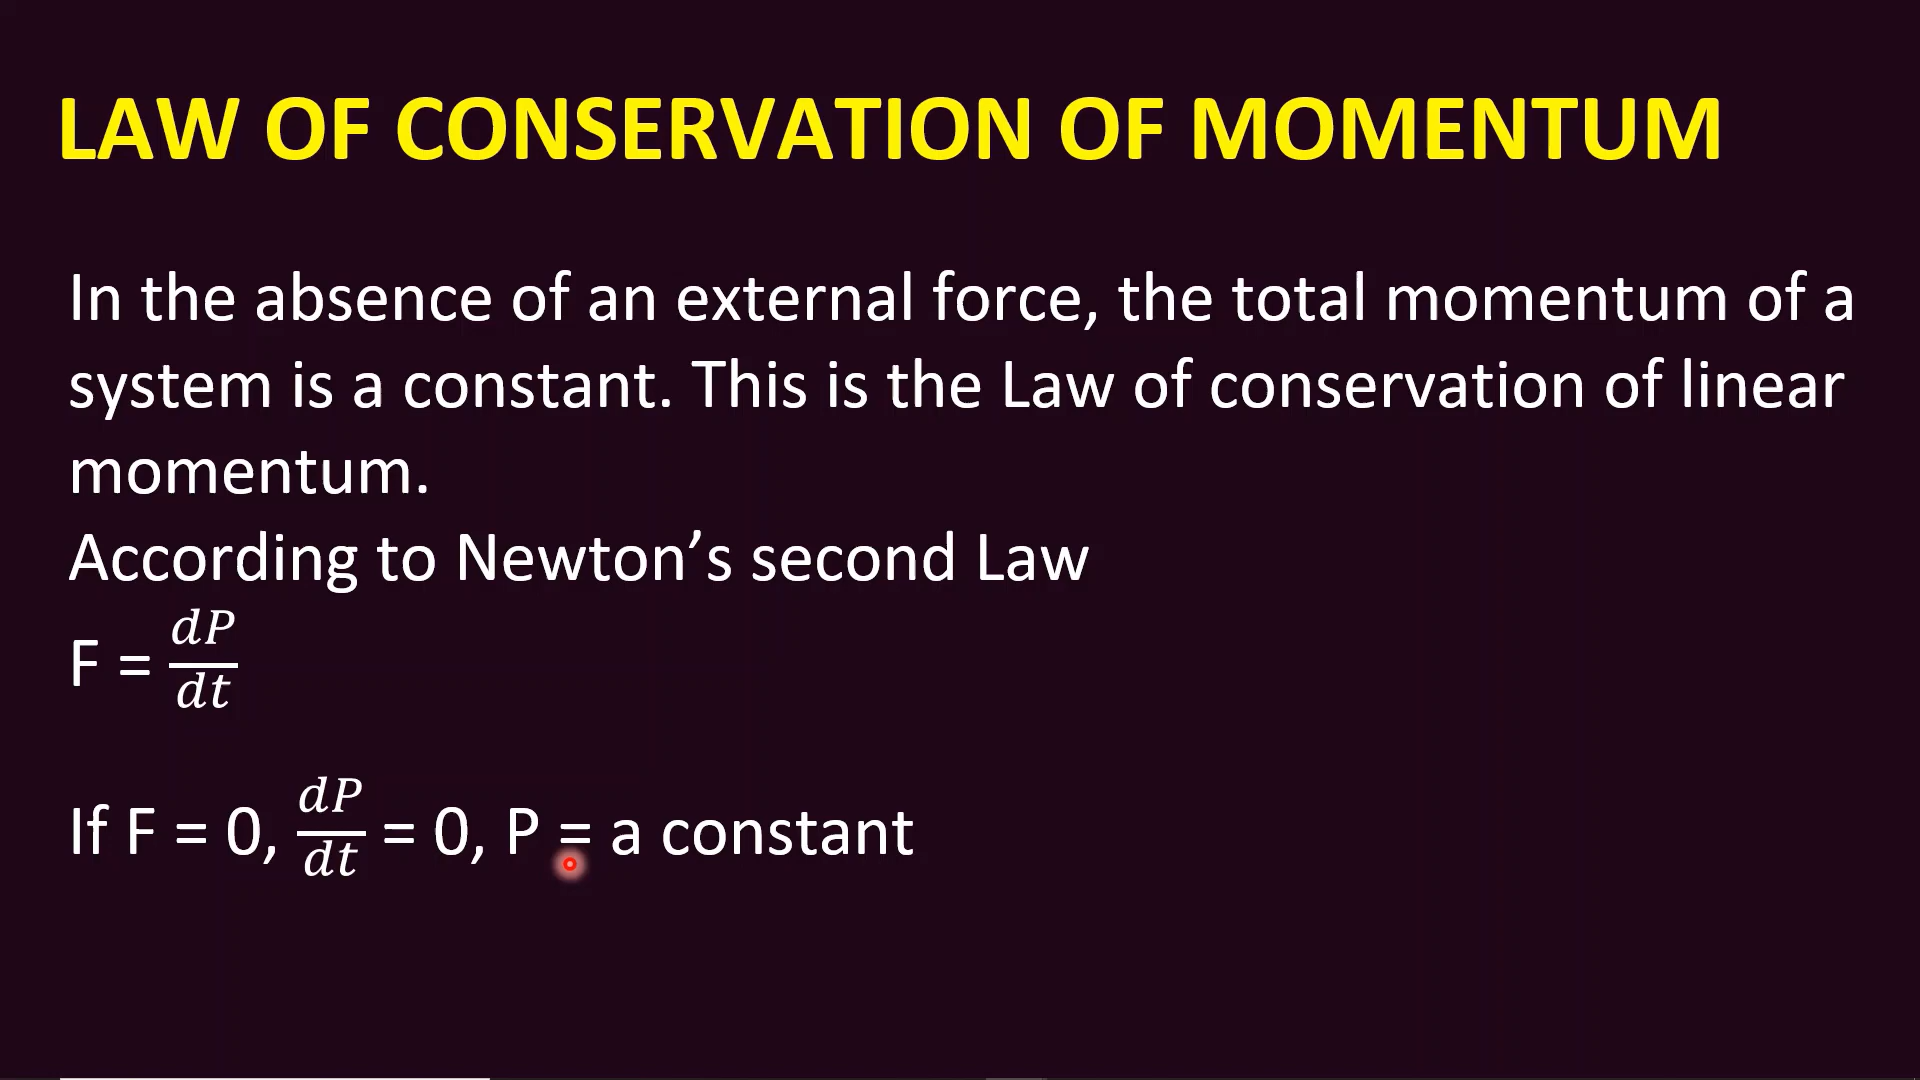 LAW OF CONSERVATION OF MOMENTUM
In the absence of an external force, the total momentum of a
system is a constant. This is the Law of conservation of linear
momentum.
According to Newton’s second Law
F = dP/dt
If F = 0, dP/dt = 0, P = a constant